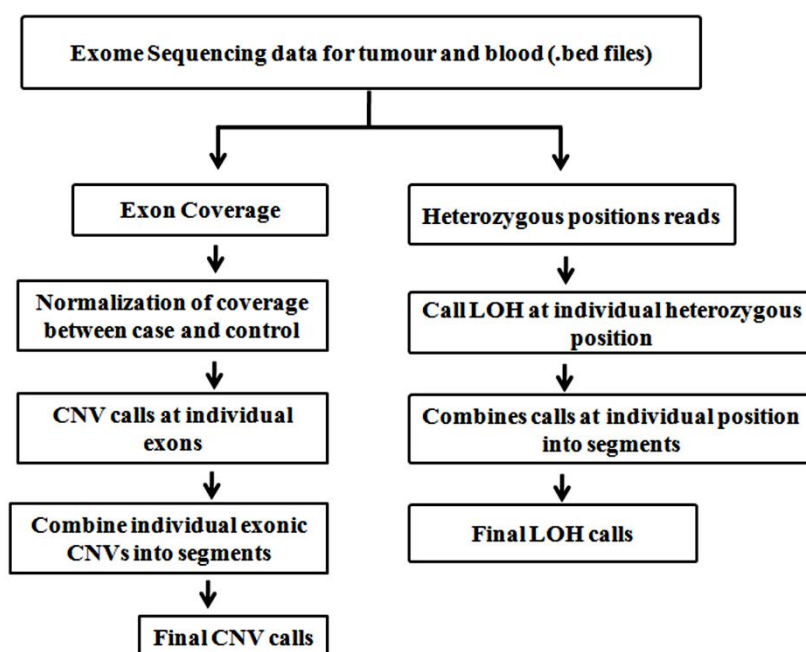 Exome Sequencing data for tumour and blood (.bed files)
Exon Coverage
Normalization of coverage
between case and control
CNV calls at individual
exons
Combine individual exonic
CNVs into segments
Final CNV calls
Heterozygous positions reads
Call LOH at individual heterozygous
position
Combines calls at individual position
into segments
Final LOH calls